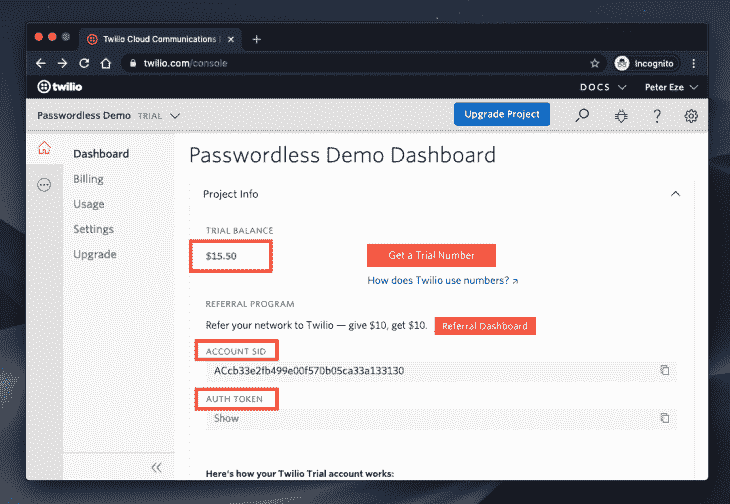 Twilio Cloud Communications
twilio.com/console
Incognito
twilio
DOCS
Peter Eze
Passwordless Demo TRIAL
Upgrade Project
Dashboard
Billing
Usage
Settings
Upgrade
Passwordless Demo Dashboard
Project Info
TRIAL BALANCE
$15.50
Get a Trial Number
How does Twilio use numbers?
REFERRAL PROGRAM
Refer your network to Twilio — give $10, get $10.
Referral Dashboard
ACCOUNT SID
ACcb33e2fb499e00f570b05ca33a133130
AUTH TOKEN
Show
Here's how your Twilio Trial account works: